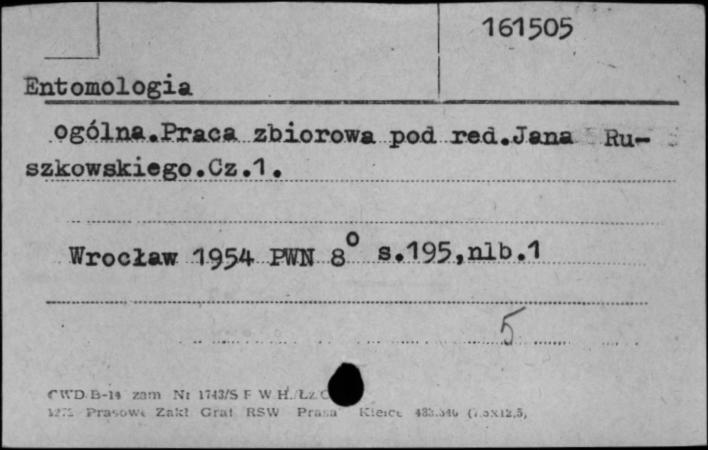 161505
Entomologia
ogólna.Praca zbiorowa pod red.Jana Ru-
szkowskiego.Cz.1.
Wrocław 1954 PWN 8° s.195,nlb.1
5
CWD B-14 zam Nr 1743/S F W H. Łz.
Prasowe Zakł Graf RSW Prasa Kielce